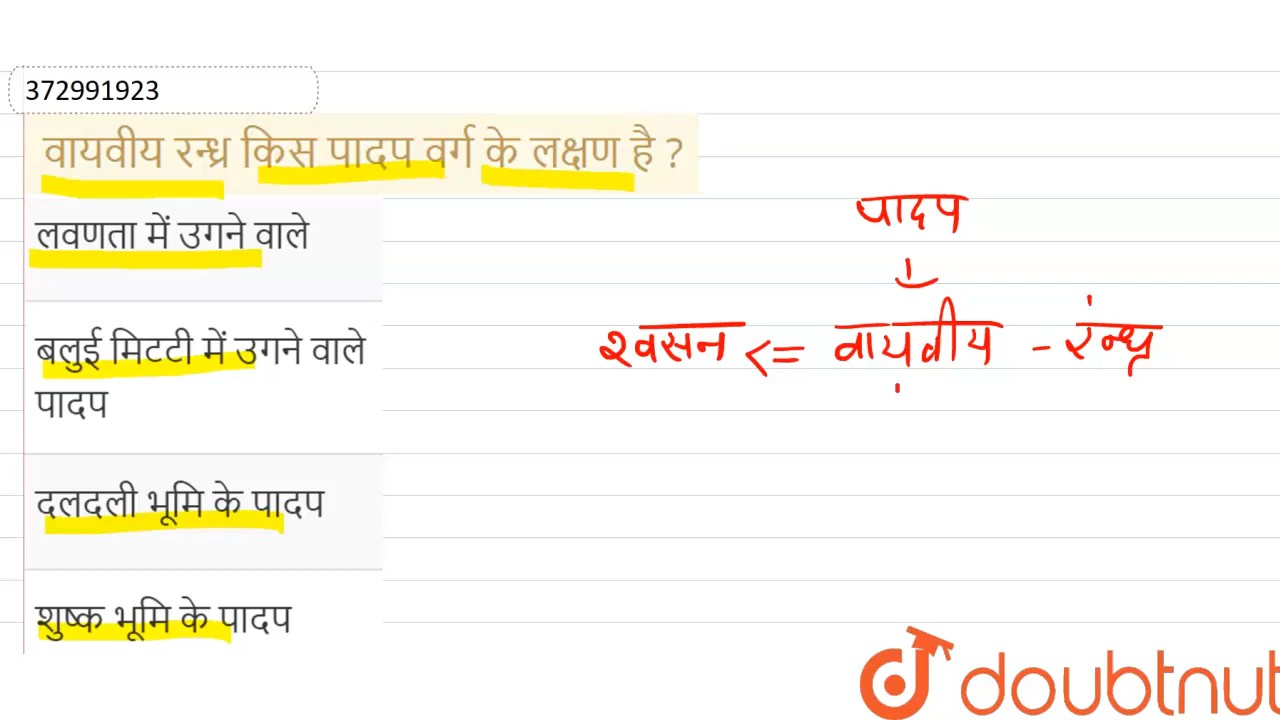 372991923
वायवीय रन्ध्र किस पादप वर्ग के लक्षण है ?
लवणता में उगने वाले
बलुई मिटटी में उगने वाले
पादप
दलदली भूमि के पादप
शुष्क भूमि के पादप
पादप
श्वसन <= वायवीय - रंन्ध्र
doubtnut